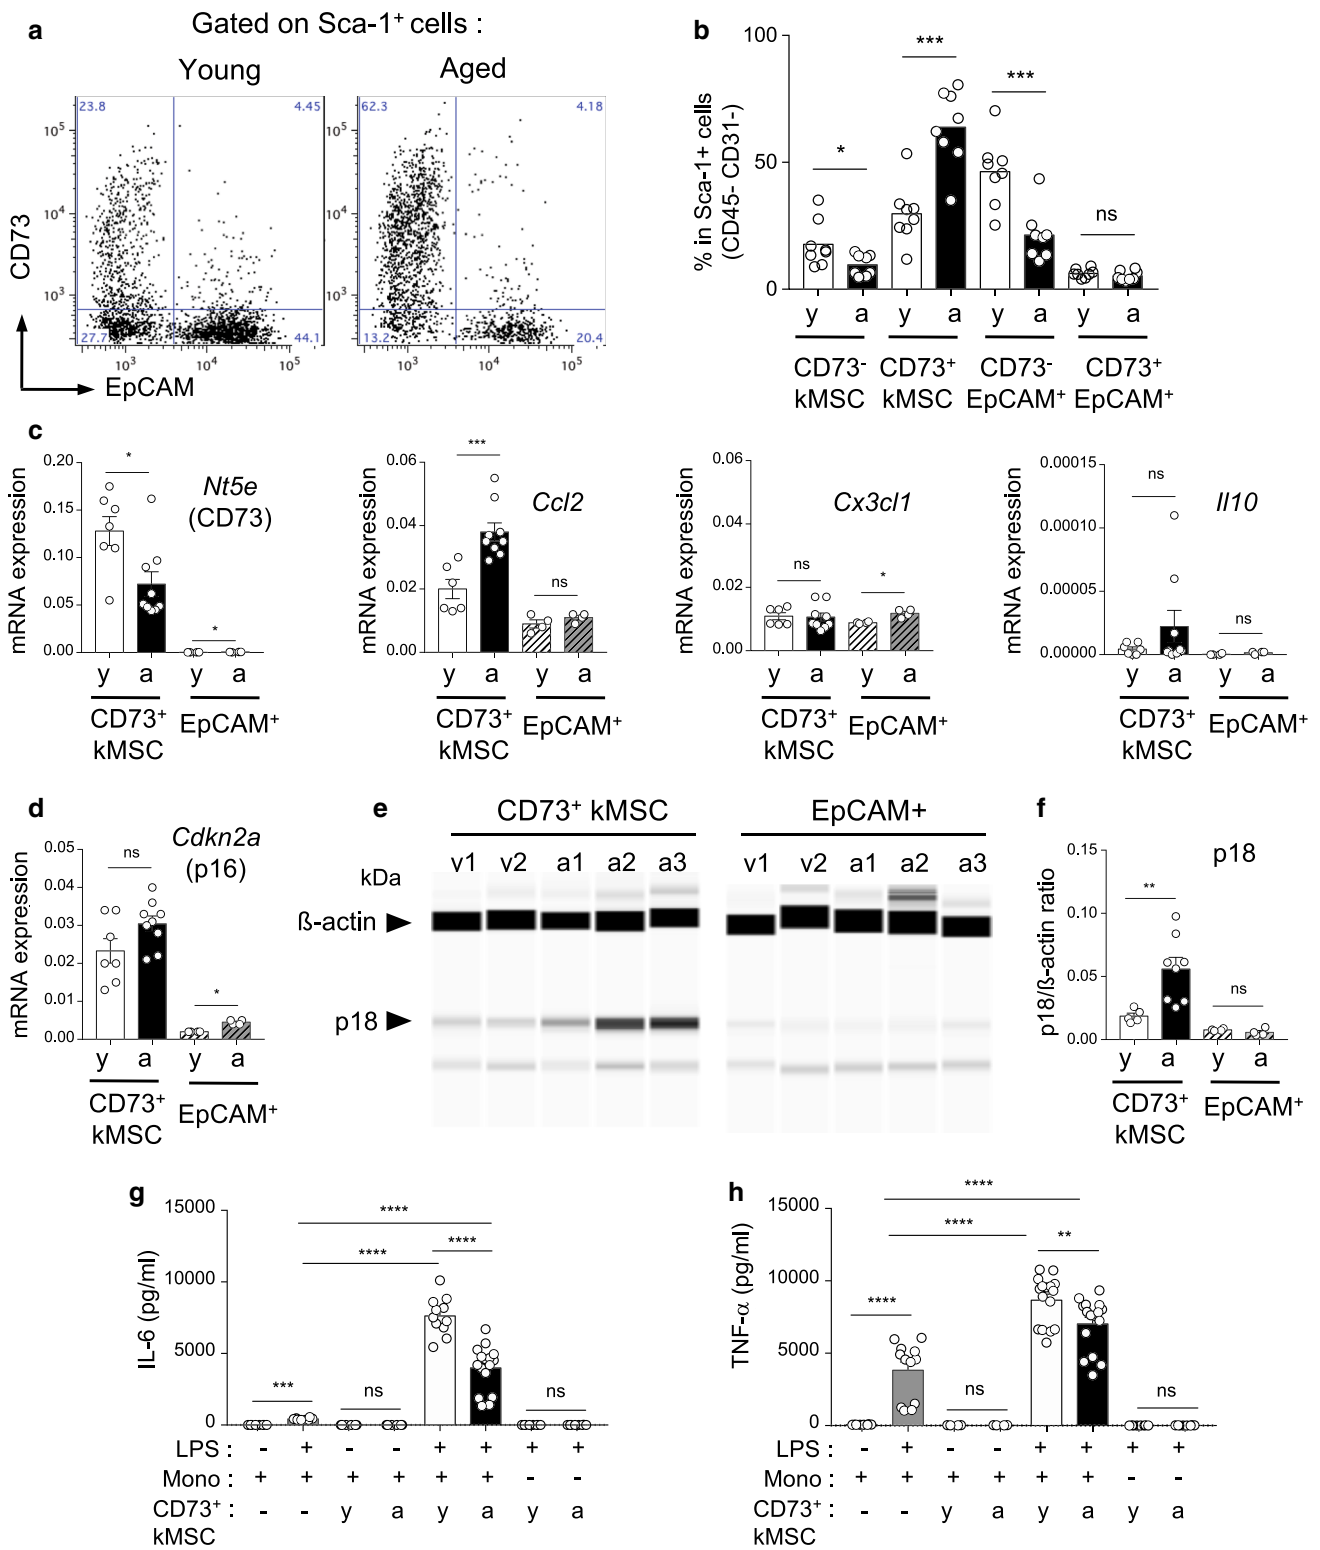 a
Gated on Sca-1+ cells :
Young
Aged
23.8
4.45
27.7
44.1
62.3
4.18
13.2
20.4
10⁵
10⁴
10³
10³
10⁴
10⁵
10⁵
10⁴
10³
10³
10⁴
10⁵
CD73
EpCAM
b
% in Sca-1+ cells
(CD45- CD31-)
100
50
0
*
***
***
ns
y a y a y a y a
CD73- CD73+ CD73- CD73+
kMSC kMSC EpCAM+ EpCAM+
c
mRNA expression
0.20
0.15
0.10
0.05
0.00
*
*
Nt5e
(CD73)
y a y a
CD73+
kMSC
EpCAM+
mRNA expression
0.06
0.04
0.02
0.00
***
ns
Ccl2
y a y a
CD73+
kMSC
EpCAM+
mRNA expression
0.06
0.04
0.02
0.00
ns
*
Cx3cl1
y a y a
CD73+
kMSC
EpCAM+
mRNA expression
0.00015
0.00010
0.00005
0.00000
ns
ns
Il10
y a y a
CD73+
kMSC
EpCAM+
d
mRNA expression
0.05
0.04
0.03
0.02
0.01
0.00
ns
*
Cdkn2a
(p16)
y a y a
CD73+
kMSC
EpCAM+
e
CD73+ kMSC
EpCAM+
kDa
v1 v2 a1 a2 a3
v1 v2 a1 a2 a3
ß-actin
p18
f
p18/ß-actin ratio
0.15
0.10
0.05
0.00
**
ns
p18
y a y a
CD73+
kMSC
EpCAM+
g
IL-6 (pg/ml)
15000
10000
5000
0
****
****
****
***
ns
ns
LPS : - + - - + + + +
Mono : + + + + + + - -
CD73+ : - - y a y a y a
kMSC
h
TNF-α (pg/ml)
15000
10000
5000
0
****
****
**
****
ns
ns
LPS : - + - - + + + +
Mono : + + + + + + - -
CD73+ : - - y a y a y a
kMSC